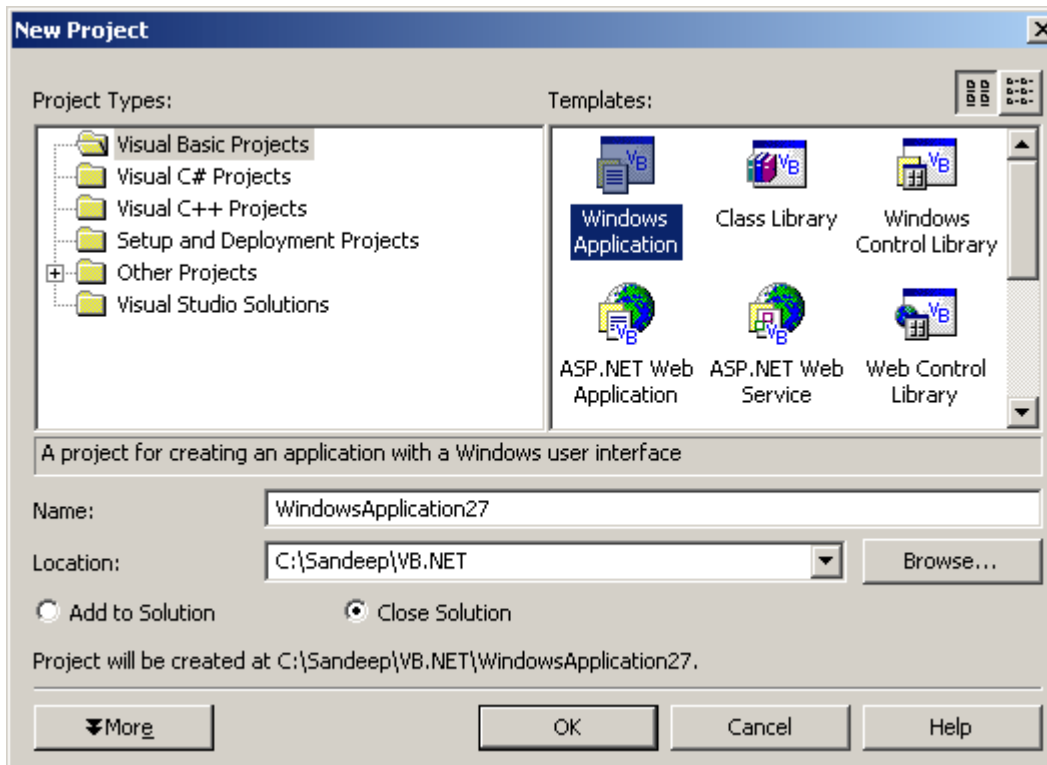 New Project
Project Types:
Templates:
Visual Basic Projects
Visual C# Projects
Visual C++ Projects
Setup and Deployment Projects
Other Projects
Visual Studio Solutions
Windows Application
Class Library
Windows Control Library
ASP.NET Web Application
ASP.NET Web Service
Web Control Library
A project for creating an application with a Windows user interface
Name:
WindowsApplication27
Location:
C:\Sandeep\VB.NET
Browse...
Add to Solution
Close Solution
Project will be created at C:\Sandeep\VB.NET\WindowsApplication27.
More
OK
Cancel
Help